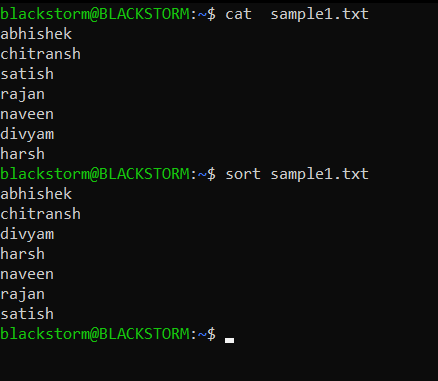 blackstorm@BLACKSTORM:~$ cat  sample1.txt
abhishek
chitransh
satish
rajan
naveen
divyam
harsh
blackstorm@BLACKSTORM:~$ sort sample1.txt
abhishek
chitransh
divyam
harsh
naveen
rajan
satish
blackstorm@BLACKSTORM:~$